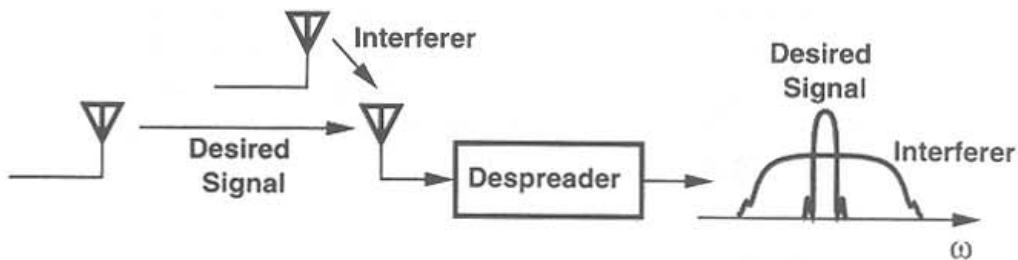 Interferer
Desired
Signal
Despreader
Desired
Signal
Interferer
ω